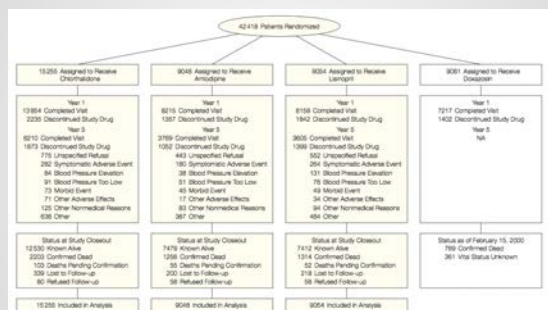 42418 Patients Randomized
15255 Assigned to Receive
Chlorthalidone
Year 1
13854 Completed Visit
2235 Discontinued Study Drug
Year 5
6210 Completed Visit
1873 Discontinued Study Drug
775 Unspecified Refusal
282 Symptomatic Adverse Event
84 Blood Pressure Elevation
91 Blood Pressure Too Low
73 Morbid Event
71 Other Adverse Effects
125 Other Nonmedical Reasons
638 Other
Status at Study Closeout
12530 Known Alive
2203 Confirmed Dead
103 Deaths Pending Confirmation
339 Lost to Follow-up
80 Refused Follow-up
15255 Included in Analysis
9048 Assigned to Receive
Amlodipine
Year 1
8215 Completed Visit
1357 Discontinued Study Drug
Year 5
3769 Completed Visit
1052 Discontinued Study Drug
443 Unspecified Refusal
180 Symptomatic Adverse Event
38 Blood Pressure Elevation
51 Blood Pressure Too Low
45 Morbid Event
17 Other Adverse Effects
83 Other Nonmedical Reasons
367 Other
Status at Study Closeout
7479 Known Alive
1256 Confirmed Dead
55 Deaths Pending Confirmation
200 Lost to Follow-up
58 Refused Follow-up
9048 Included in Analysis
9054 Assigned to Receive
Lisinopril
Year 1
8158 Completed Visit
1842 Discontinued Study Drug
Year 5
3605 Completed Visit
1399 Discontinued Study Drug
552 Unspecified Refusal
264 Symptomatic Adverse Event
131 Blood Pressure Elevation
76 Blood Pressure Too Low
49 Morbid Event
34 Other Adverse Effects
94 Other Nonmedical Reasons
484 Other
Status at Study Closeout
7412 Known Alive
1314 Confirmed Dead
52 Deaths Pending Confirmation
218 Lost to Follow-up
58 Refused Follow-up
9054 Included in Analysis
9061 Assigned to Receive
Doxazosin
Year 1
7217 Completed Visit
1402 Discontinued Study Drug
Year 5
NA
Status as of February 15, 2000
769 Confirmed Dead
361 Vital Status Unknown